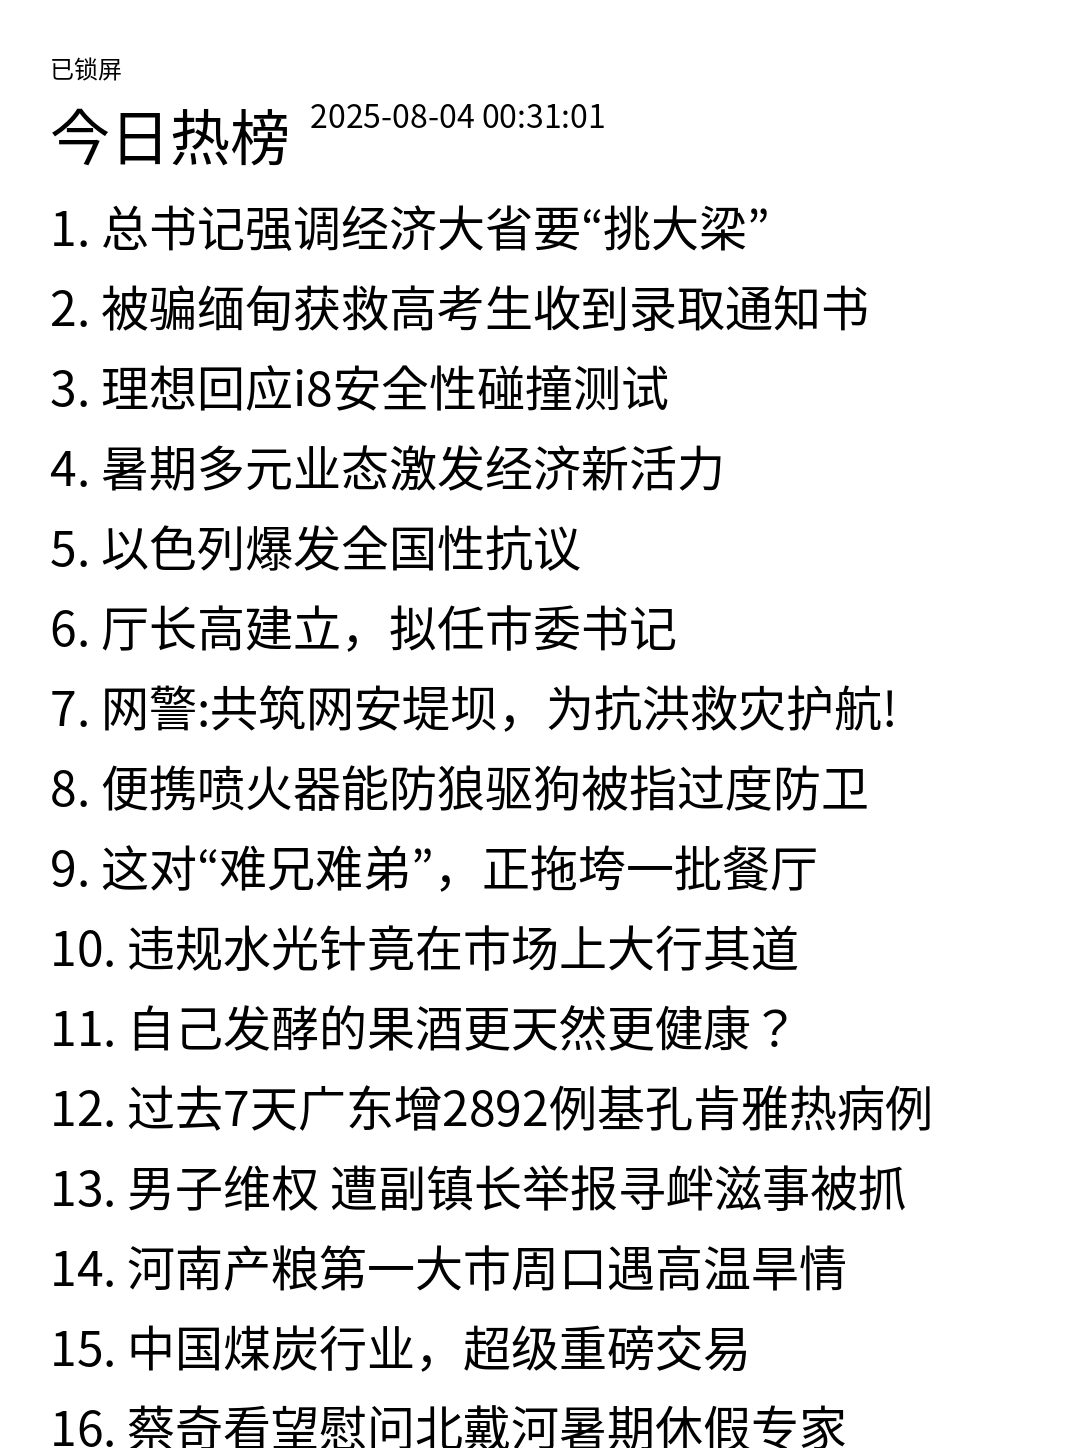 已锁屏
今日热榜 2025-08-04 00:31:01
1. 总书记强调经济大省要“挑大梁”
2. 被骗缅甸获救高考生收到录取通知书
3. 理想回应i8安全性碰撞测试
4. 暑期多元业态激发经济新活力
5. 以色列爆发全国性抗议
6. 厅长高建立，拟任市委书记
7. 网警:共筑网安堤坝，为抗洪救灾护航!
8. 便携喷火器能防狼驱狗被指过度防卫
9. 这对“难兄难弟”，正拖垮一批餐厅
10. 违规水光针竟在市场上大行其道
11. 自己发酵的果酒更天然更健康？
12. 过去7天广东增2892例基孔肯雅热病例
13. 男子维权 遭副镇长举报寻衅滋事被抓
14. 河南产粮第一大市周口遇高温旱情
15. 中国煤炭行业，超级重磅交易
16. 蔡奇看望慰问北戴河暑期休假专家